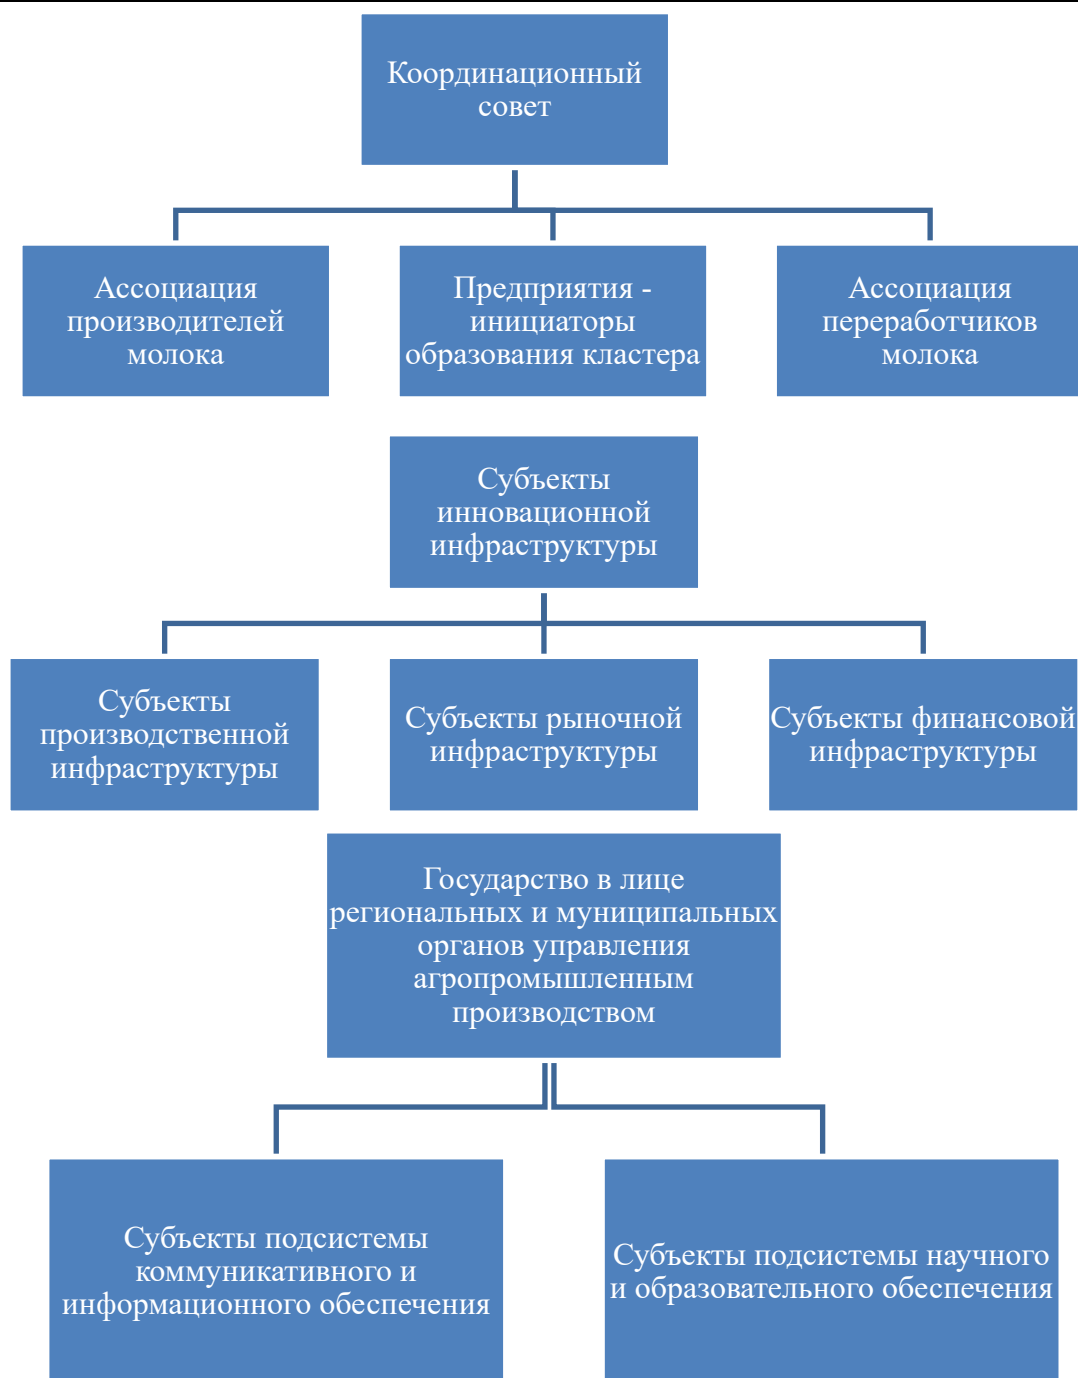 Координационный
совет
Ассоциация
производителей
молока
Предприятия -
инициаторы
образования кластера
Ассоциация
переработчиков
молока
Субъекты
инновационной
инфраструктуры
Субъекты
производственной
инфраструктуры
Субъекты рыночной
инфраструктуры
Субъекты финансовой
инфраструктуры
Государство в лице
региональных и муниципальных
органов управления
агропромышленным
производством
Субъекты подсистемы
коммуникативного и
информационного обеспечения
Субъекты подсистемы научного
и образовательного обеспечения